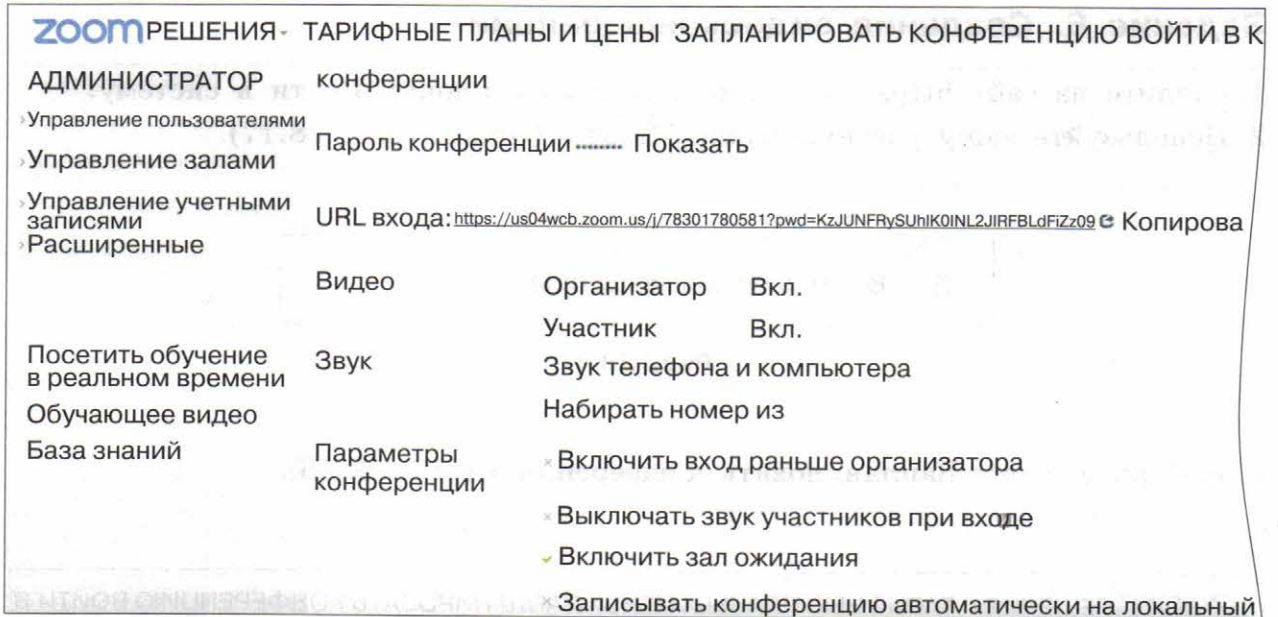 zoom РЕШЕНИЯ ТАРИФНЫЕ ПЛАНЫ И ЦЕНЫ ЗАПЛАНИРОВАТЬ КОНФЕРЕНЦИЮ ВОЙТИ В К
АДМИНИСТРАТОР
Управление пользователями
Управление залами
Управление учетными
записями
Расширенные
Посетить обучение
в реальном времени
Обучающее видео
База знаний
конференции
Пароль конференции ········ Показать
URL входа: https://us04wcb.zoom.us/j/78301780581?pwd=KzJUNFRySUhlK0lNL2JlRFBLdFiZz09 Копирова
Видео Организатор Вкл.
Участник Вкл.
Звук Звук телефона и компьютера
Набирать номер из
Параметры
конференции
× Включить вход раньше организатора
× Выключать звук участников при входе
✓ Включить зал ожидания
× Записывать конференцию автоматически на локальный